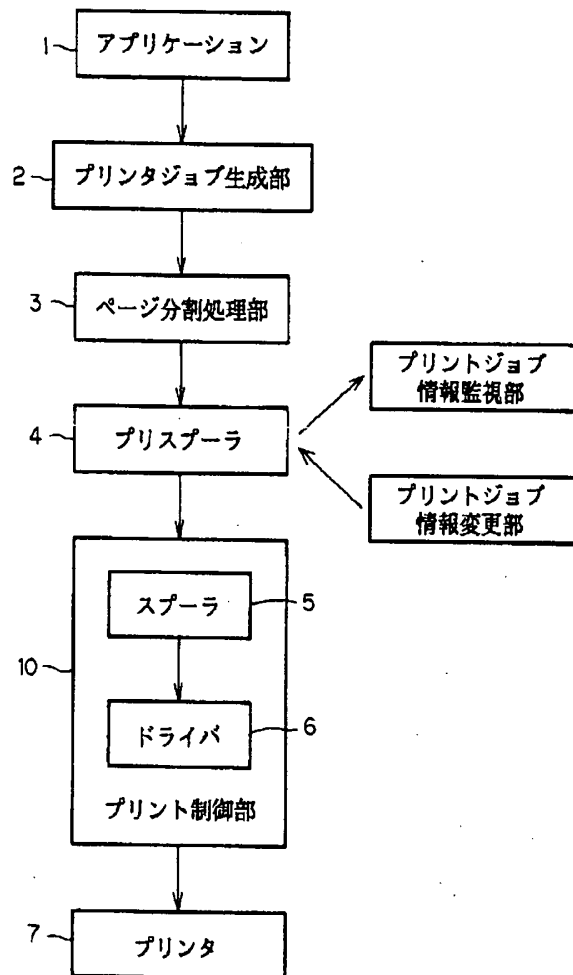 1
アプリケーション
2
プリンタジョブ生成部
3
ページ分割処理部
4
プリスプーラ
プリントジョブ
情報監視部
プリントジョブ
情報変更部
10
スプーラ
5
ドライバ
6
プリント制御部
7
プリンタ